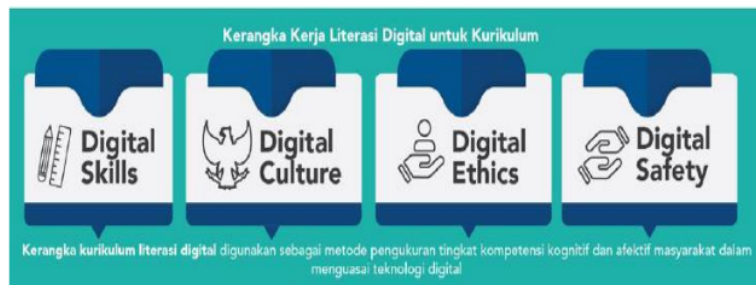 Kerangka Kerja Literasi Digital untuk Kurikulum
Digital
Skills
Digital
Culture
Digital
Ethics
Digital
Safety
Kerangka kurikulum literasi digital digunakan sebagai metode pengukuran tingkat kompetensi kognitif dan afektif masyarakat dalam
menguasai teknologi digital